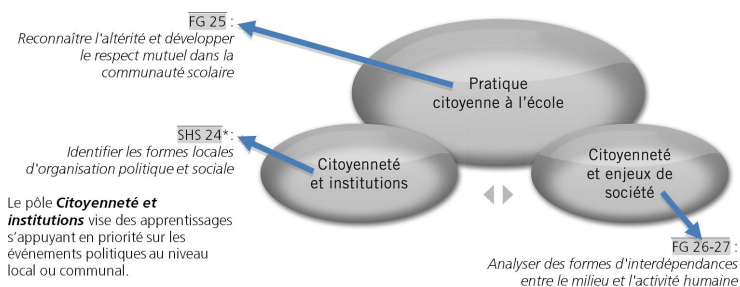 FG 25 :
Reconnaître l'altérité et développer
le respect mutuel dans la
communauté scolaire
Pratique
citoyenne à l'école
SHS 24* :
Identifier les formes locales
d'organisation politique et sociale
Citoyenneté
et institutions
Citoyenneté
et enjeux de
société
Le pôle Citoyenneté et
institutions vise des apprentissages
s'appuyant en priorité sur les
événements politiques au niveau
local ou communal.
FG 26-27 :
Analyser des formes d'interdépendances
entre le milieu et l'activité humaine